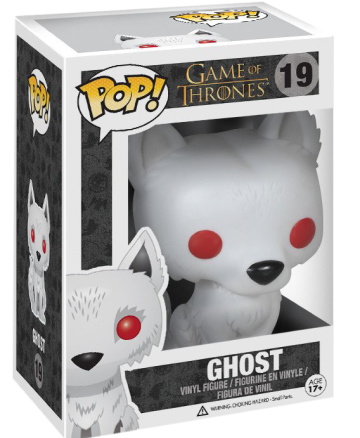 POP!
GAME OF
THRONES
19
POP!
GHOST
19
GHOST
VINYL FIGURE / FIGURINE EN VINYLE /
FIGURA DE VINIL
AGE
17+
WARNING: CHOKING HAZARD - Small Parts.